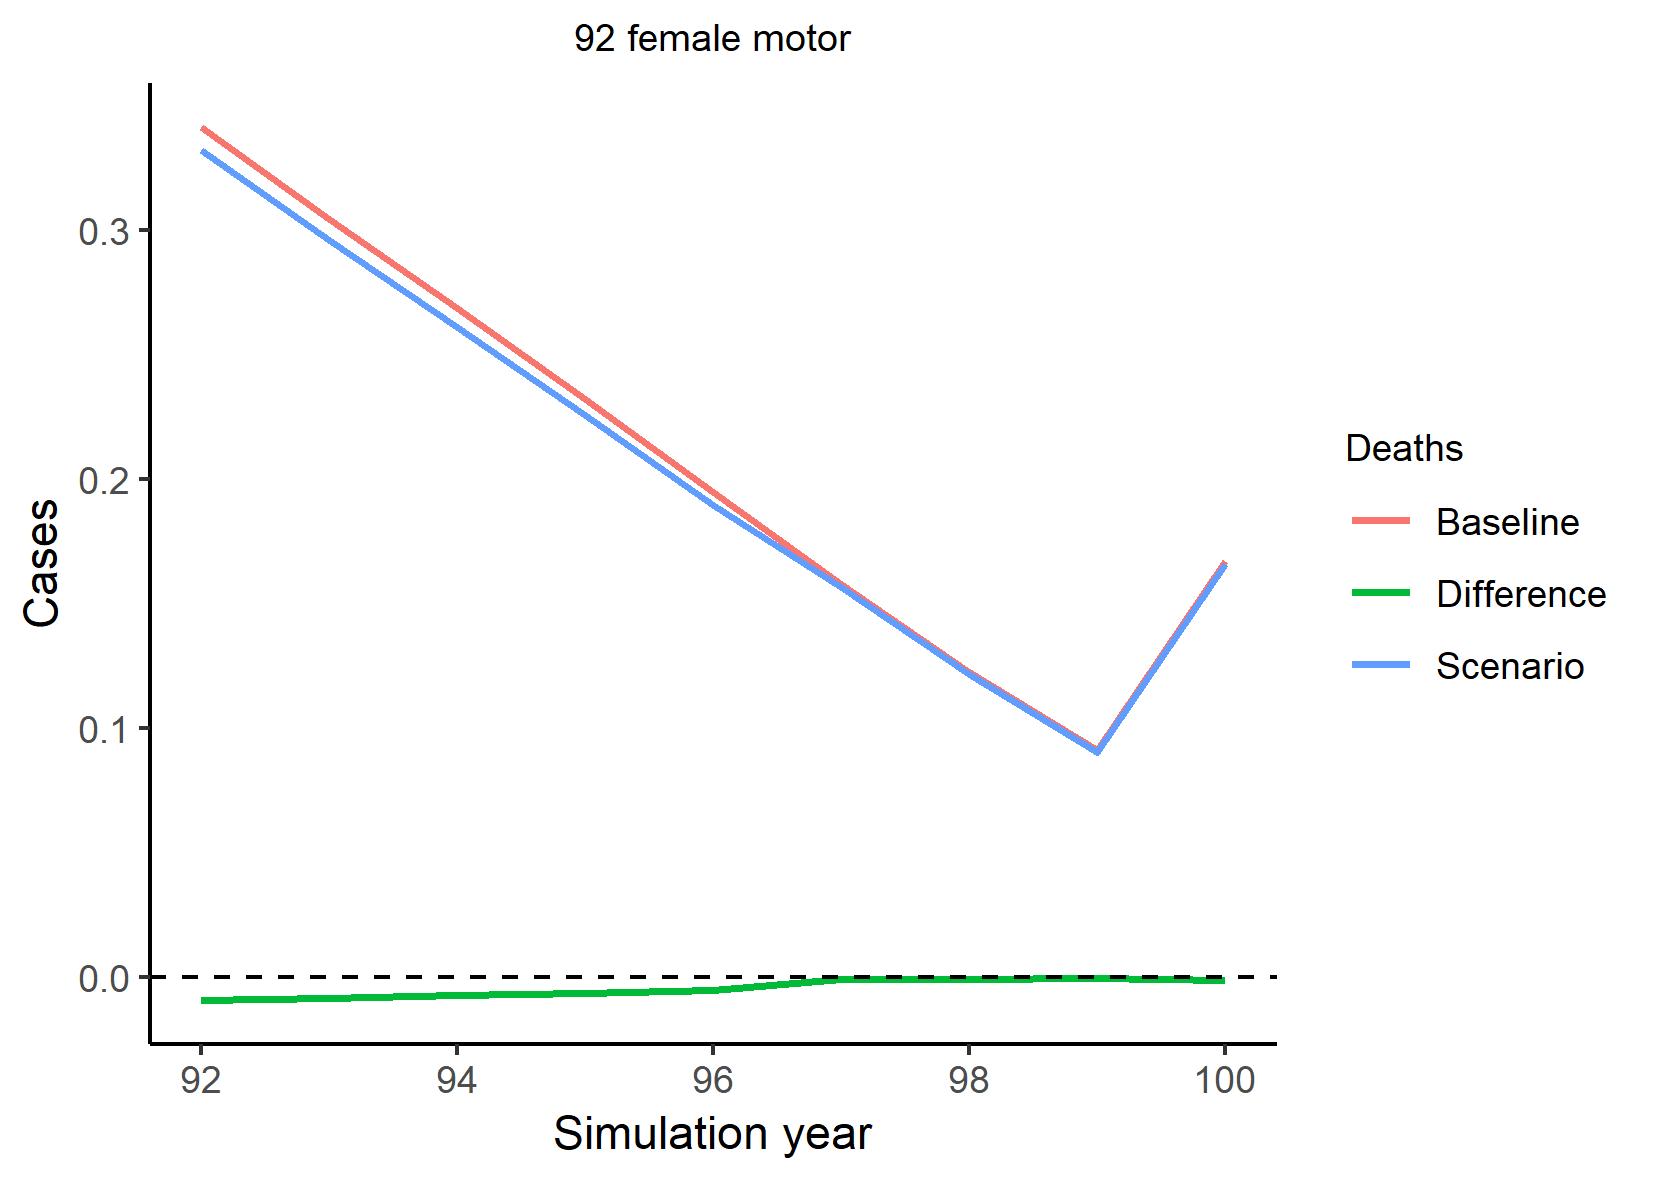 92 female motor
Cases
0.3
0.2
0.1
0.0
92 94 96 98 100
Simulation year
Deaths
Baseline
Difference
Scenario